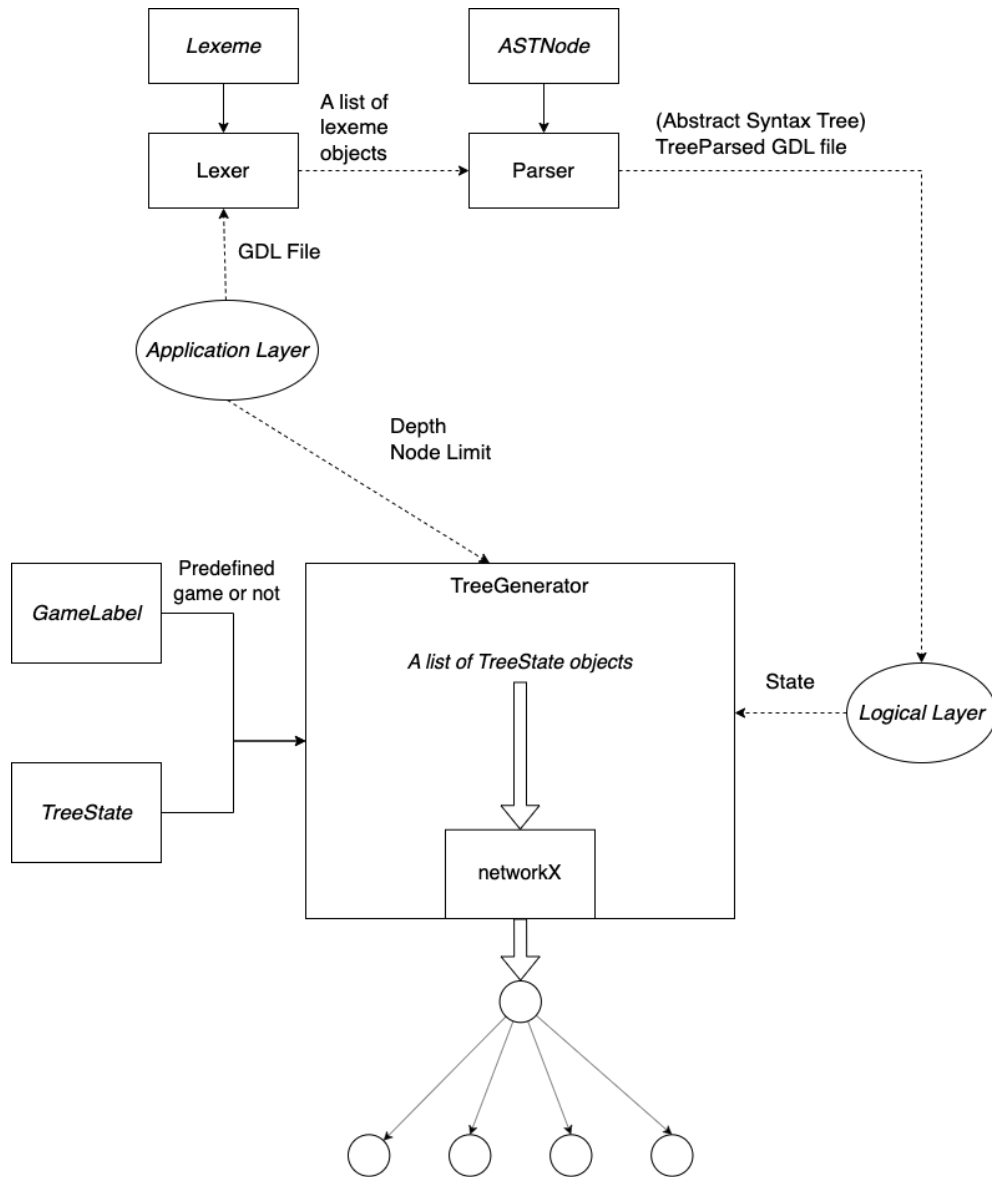 Lexeme
ASTNode
A list of
lexeme
objects
(Abstract Syntax Tree)
TreeParsed GDL file
Lexer
Parser
GDL File
Application Layer
Depth
Node Limit
Predefined
game or not
TreeGenerator
GameLabel
A list of TreeState objects
State
Logical Layer
TreeState
networkX